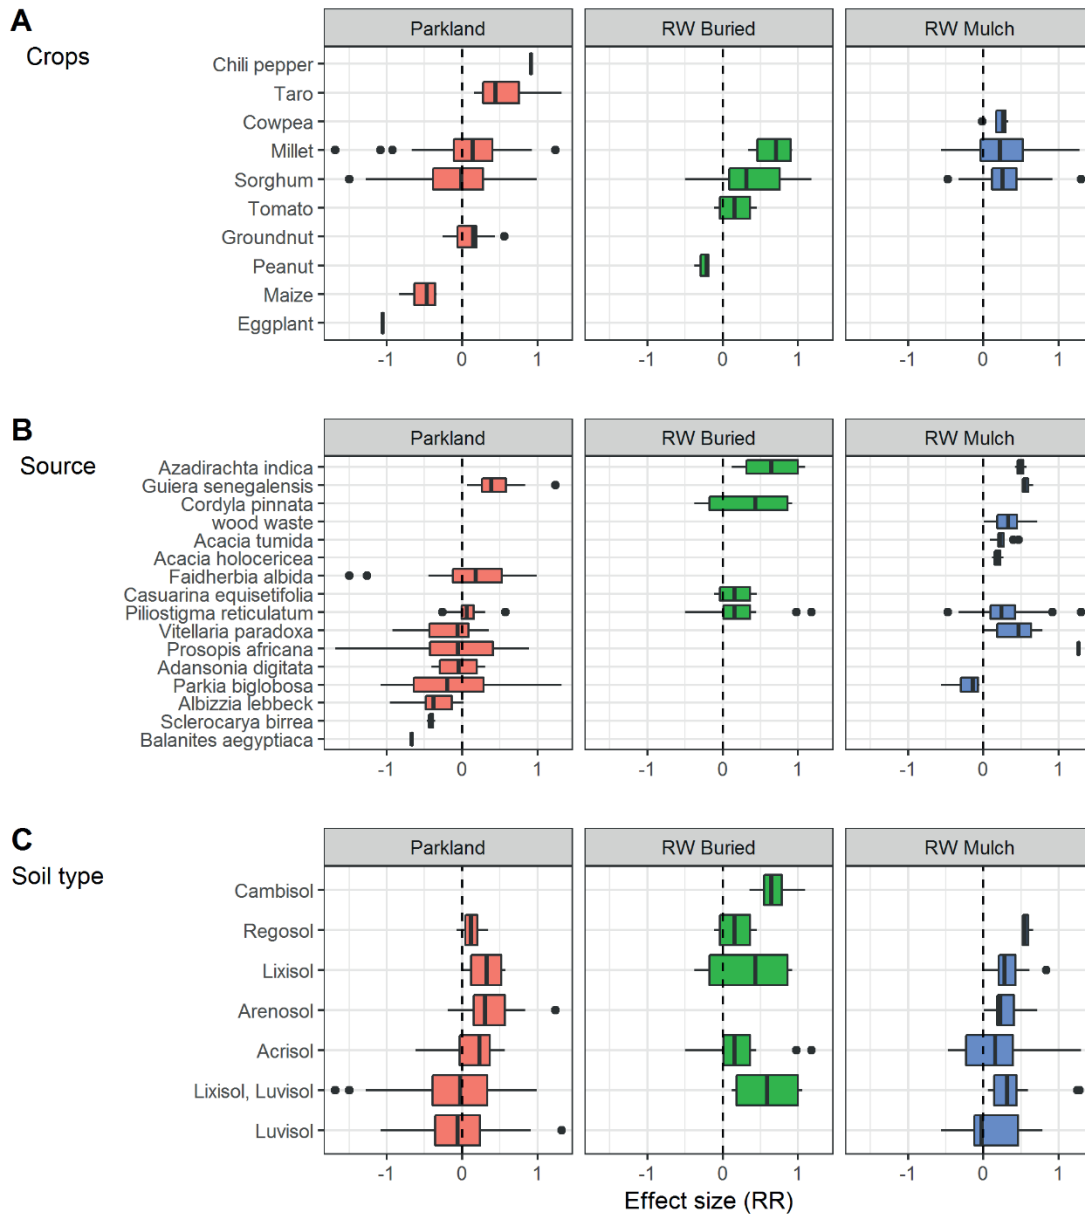 A
Crops
Parkland
RW Buried
RW Mulch
Chili pepper
Taro
Cowpea
Millet
Sorghum
Tomato
Groundnut
Peanut
Maize
Eggplant
-1 0 1
-1 0 1
-1 0 1
B
Source
Parkland
RW Buried
RW Mulch
Azadirachta indica
Guiera senegalensis
Cordyla pinnata
wood waste
Acacia tumida
Acacia holocericea
Faidherbia albida
Casuarina equisetifolia
Piliostigma reticulatum
Vitellaria paradoxa
Prosopis africana
Adansonia digitata
Parkia biglobosa
Albizzia lebbeck
Sclerocarya birrea
Balanites aegyptiaca
-1 0 1
-1 0 1
-1 0 1
C
Soil type
Parkland
RW Buried
RW Mulch
Cambisol
Regosol
Lixisol
Arenosol
Acrisol
Lixisol, Luvisol
Luvisol
-1 0 1
-1 0 1
-1 0 1
Effect size (RR)